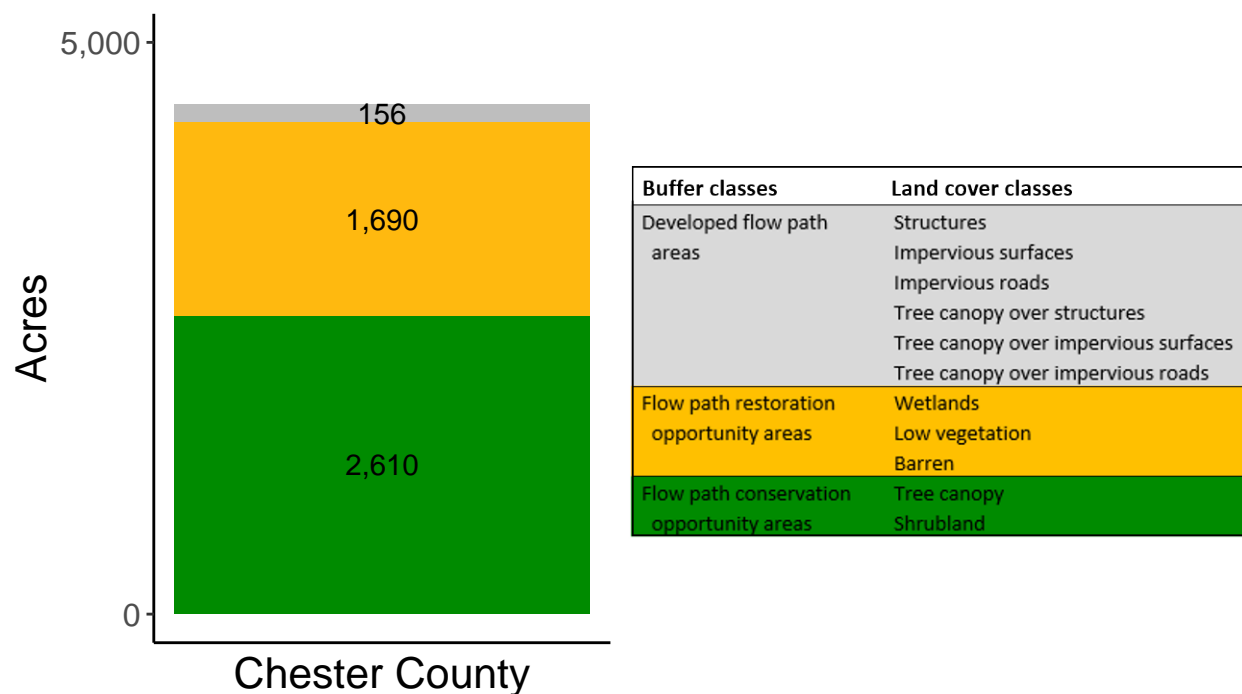 5,000
156
1,690
2,610
0
Acres
Chester County
Buffer classes Land cover classes
Developed flow path Structures
areas Impervious surfaces
Impervious roads
Tree canopy over structures
Tree canopy over impervious surfaces
Tree canopy over impervious roads
Flow path restoration Wetlands
opportunity areas Low vegetation
Barren
Flow path conservation Tree canopy
opportunity areas Shrubland